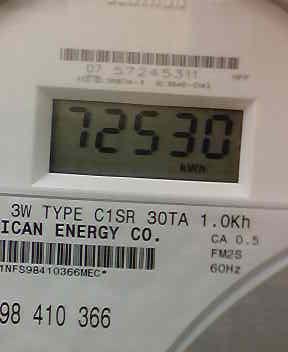 07 57245311
72530
kWh
3W TYPE C1SR 30TA 1.0Kh
ICAN ENERGY CO.
CA 0.5
FM2S
60Hz
1NFS98410366MEC*
98 410 366